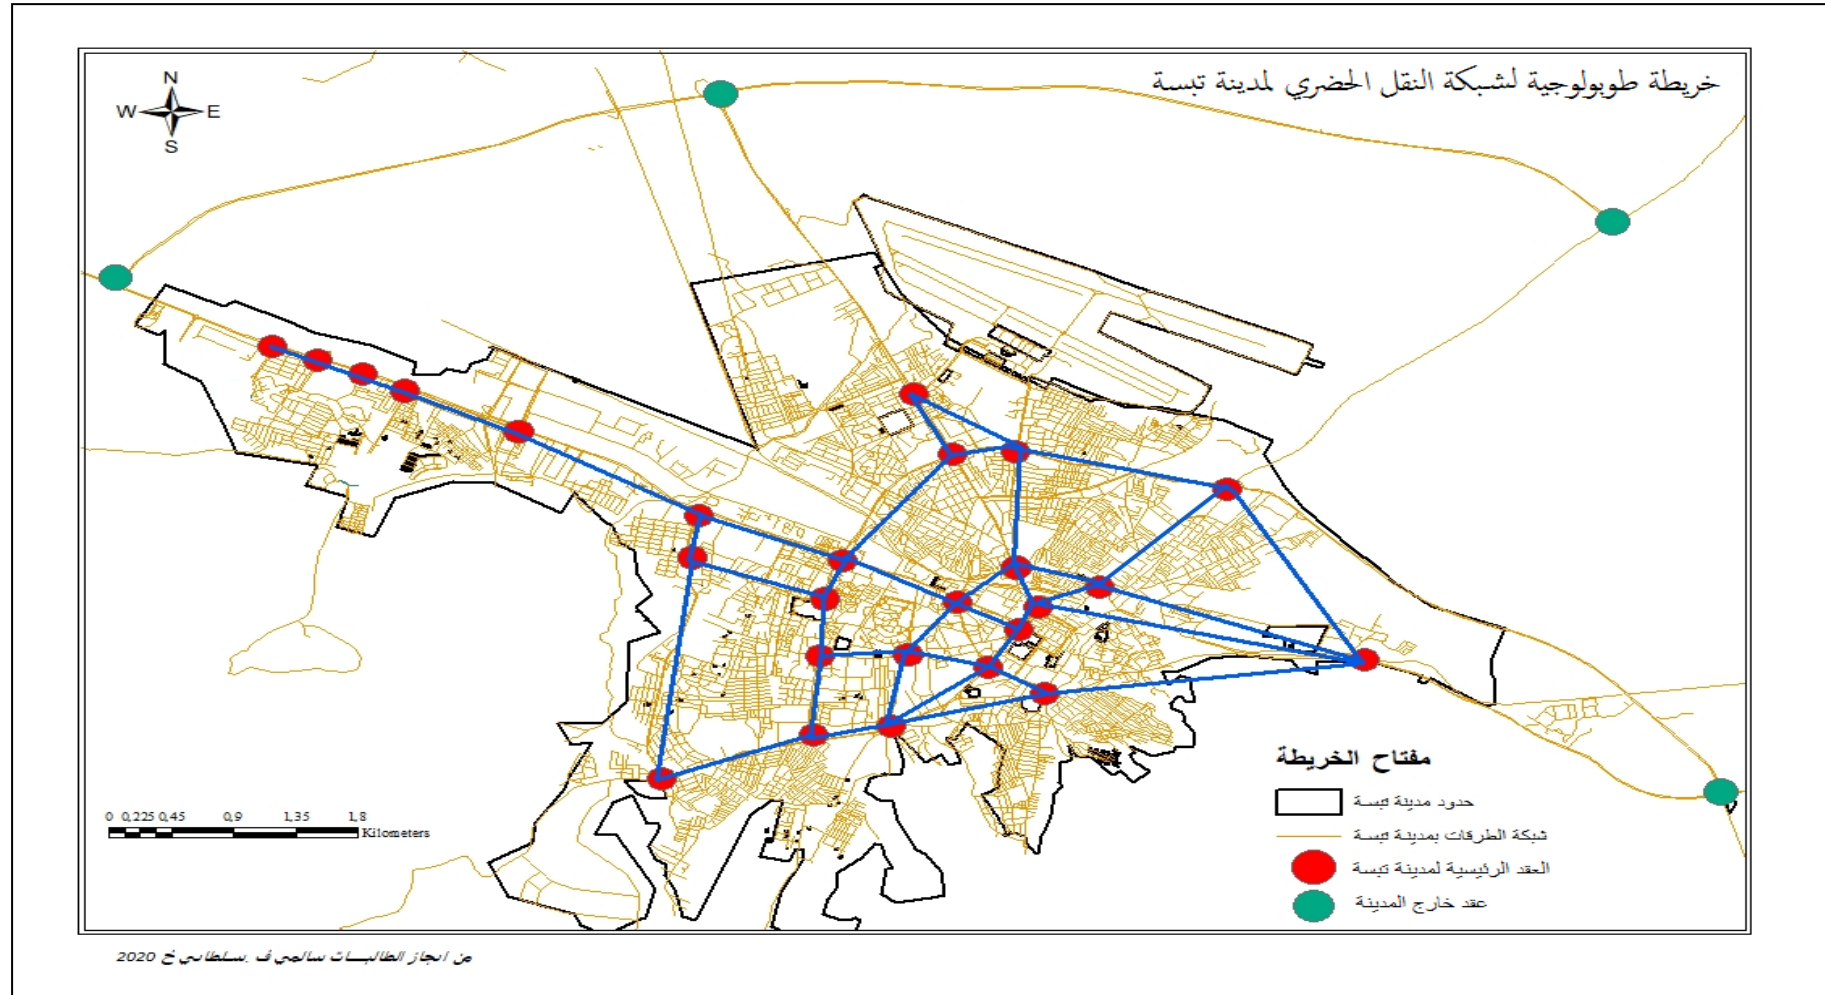 خريطة طوبولوجية لشبكة النقل الحضري لمدينة تبسة
N
W E
S
مفتاح الخريطة
حدود مدينة تبسة
شبكة الطرقات بمدينة تبسة
العقد الرئيسية لمدينة تبسة
عقد خارج المدينة
0 0,225 0,45 0,9 1,35 1,8
Kilometers
من انجاز الطالبات سالمي ف .سلطاني خ 2020